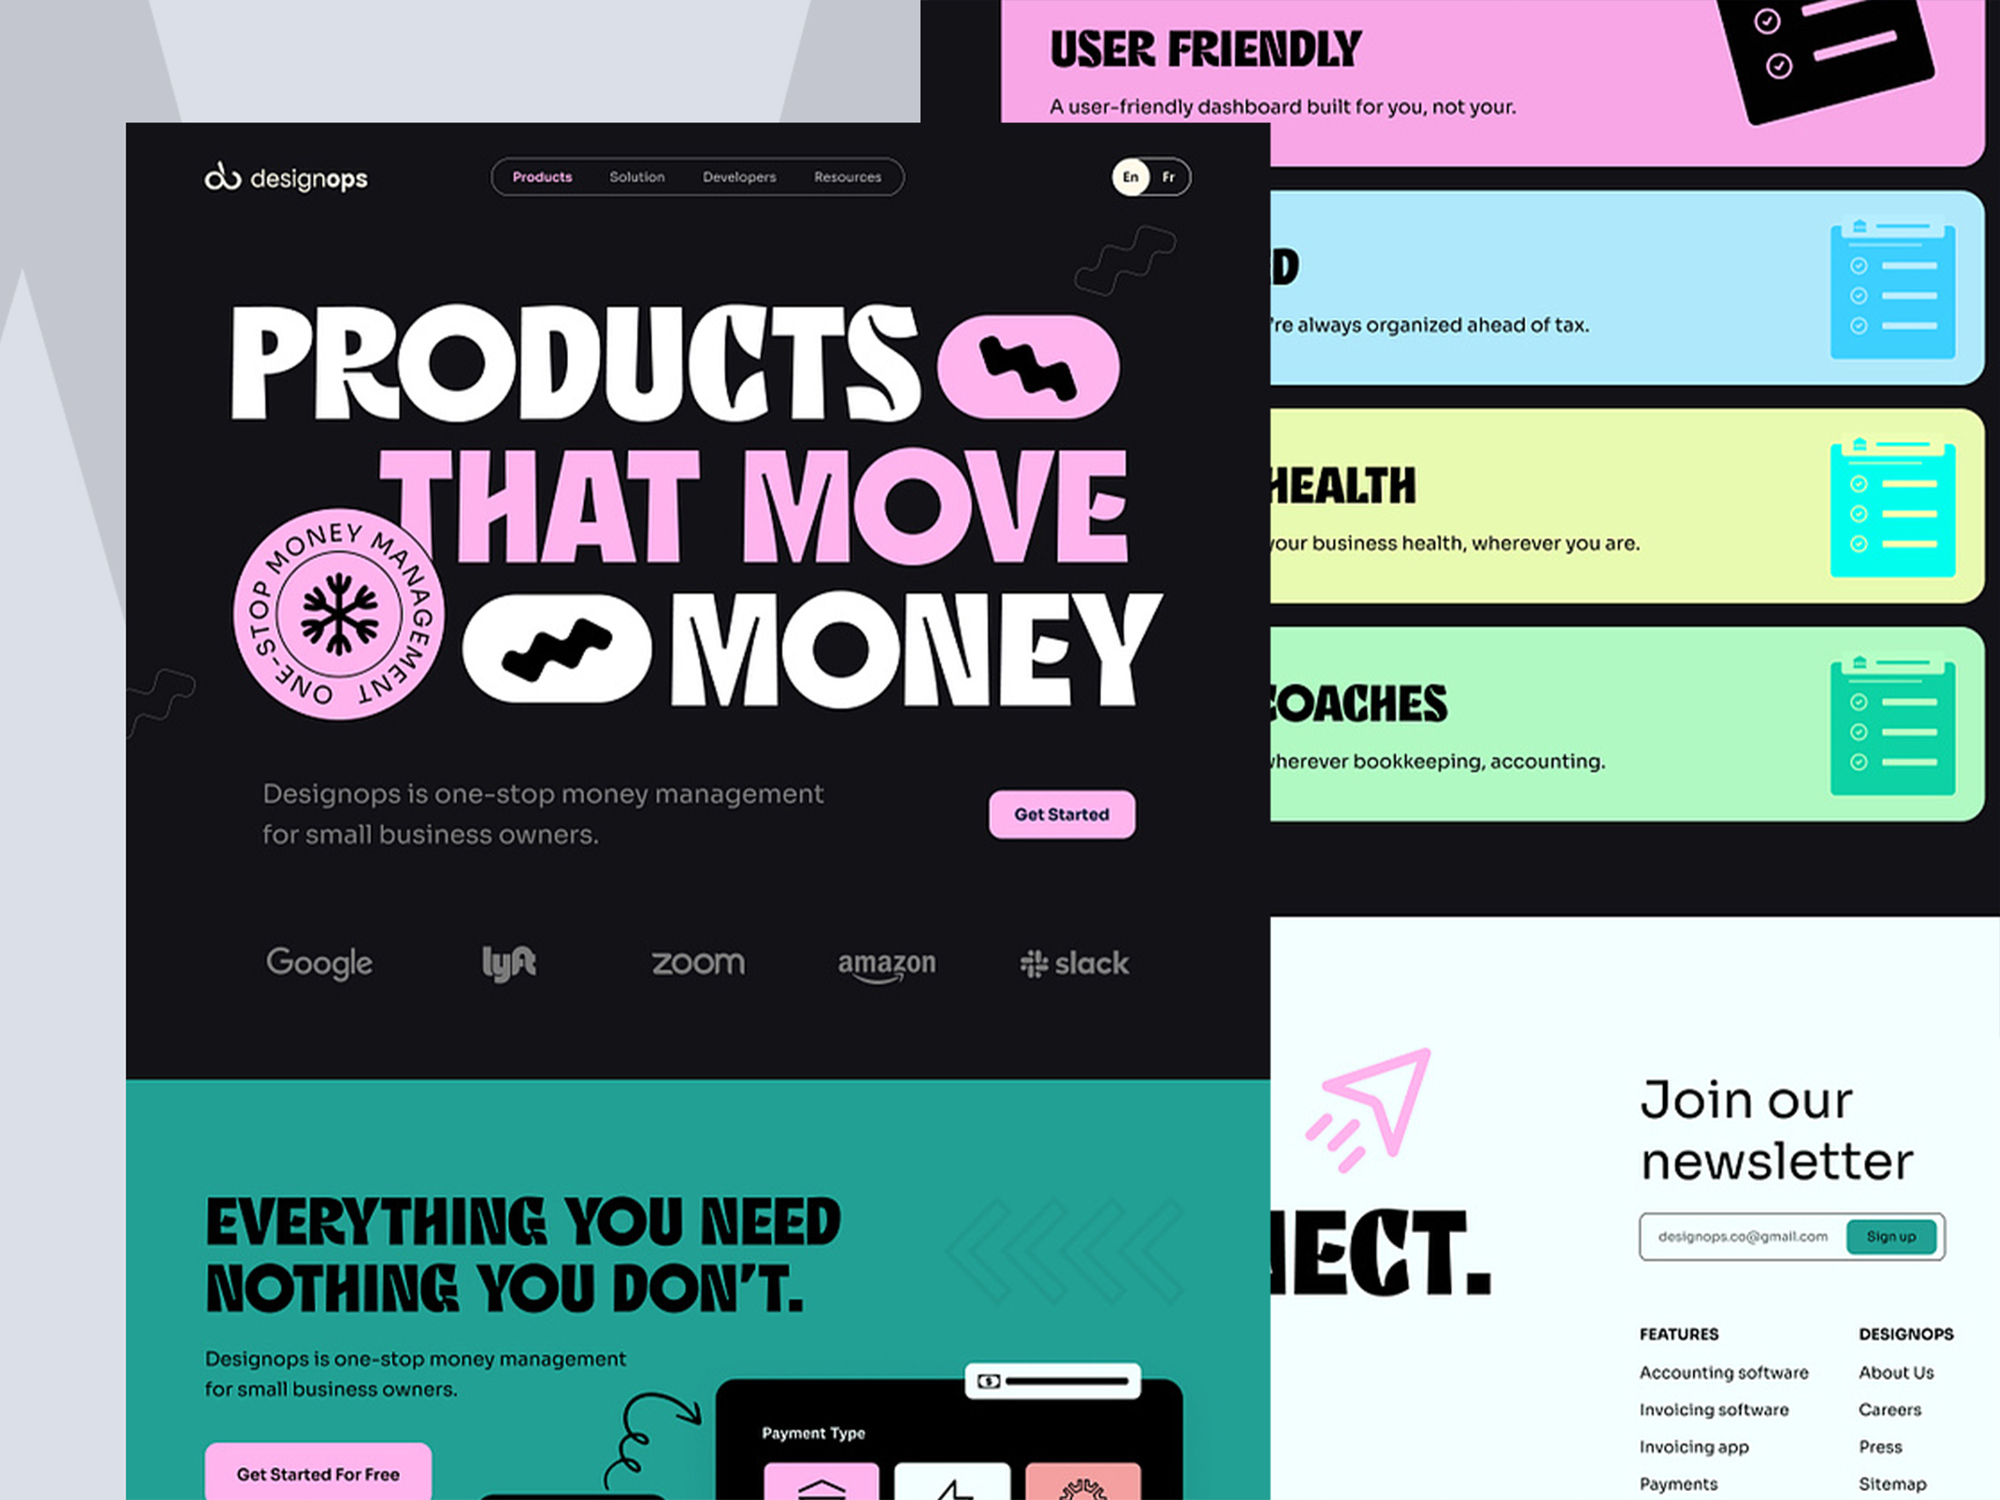 USER FRIENDLY
A user-friendly dashboard built for you, not your.
designops
Products
Solution
Developers
Resources
En
Fr
PRODUCTS
THAT MOVE
MONEY
ONE-STOP MONEY MANAGEMENT
Designops is one-stop money management
for small business owners.
Get Started
Google
lyft
zoom
amazon
slack
EVERYTHING YOU NEED
NOTHING YOU DON'T.
Designops is one-stop money management
for small business owners.
Get Started For Free
Payment Type
$
D
're always organized ahead of tax.
HEALTH
your business health, wherever you are.
COACHES
wherever bookkeeping, accounting.
NECT.
Join our
newsletter
designops.co@gmail.com
Sign up
FEATURES
Accounting software
Invoicing software
Invoicing app
Payments
DESIGNOPS
About Us
Careers
Press
Sitemap